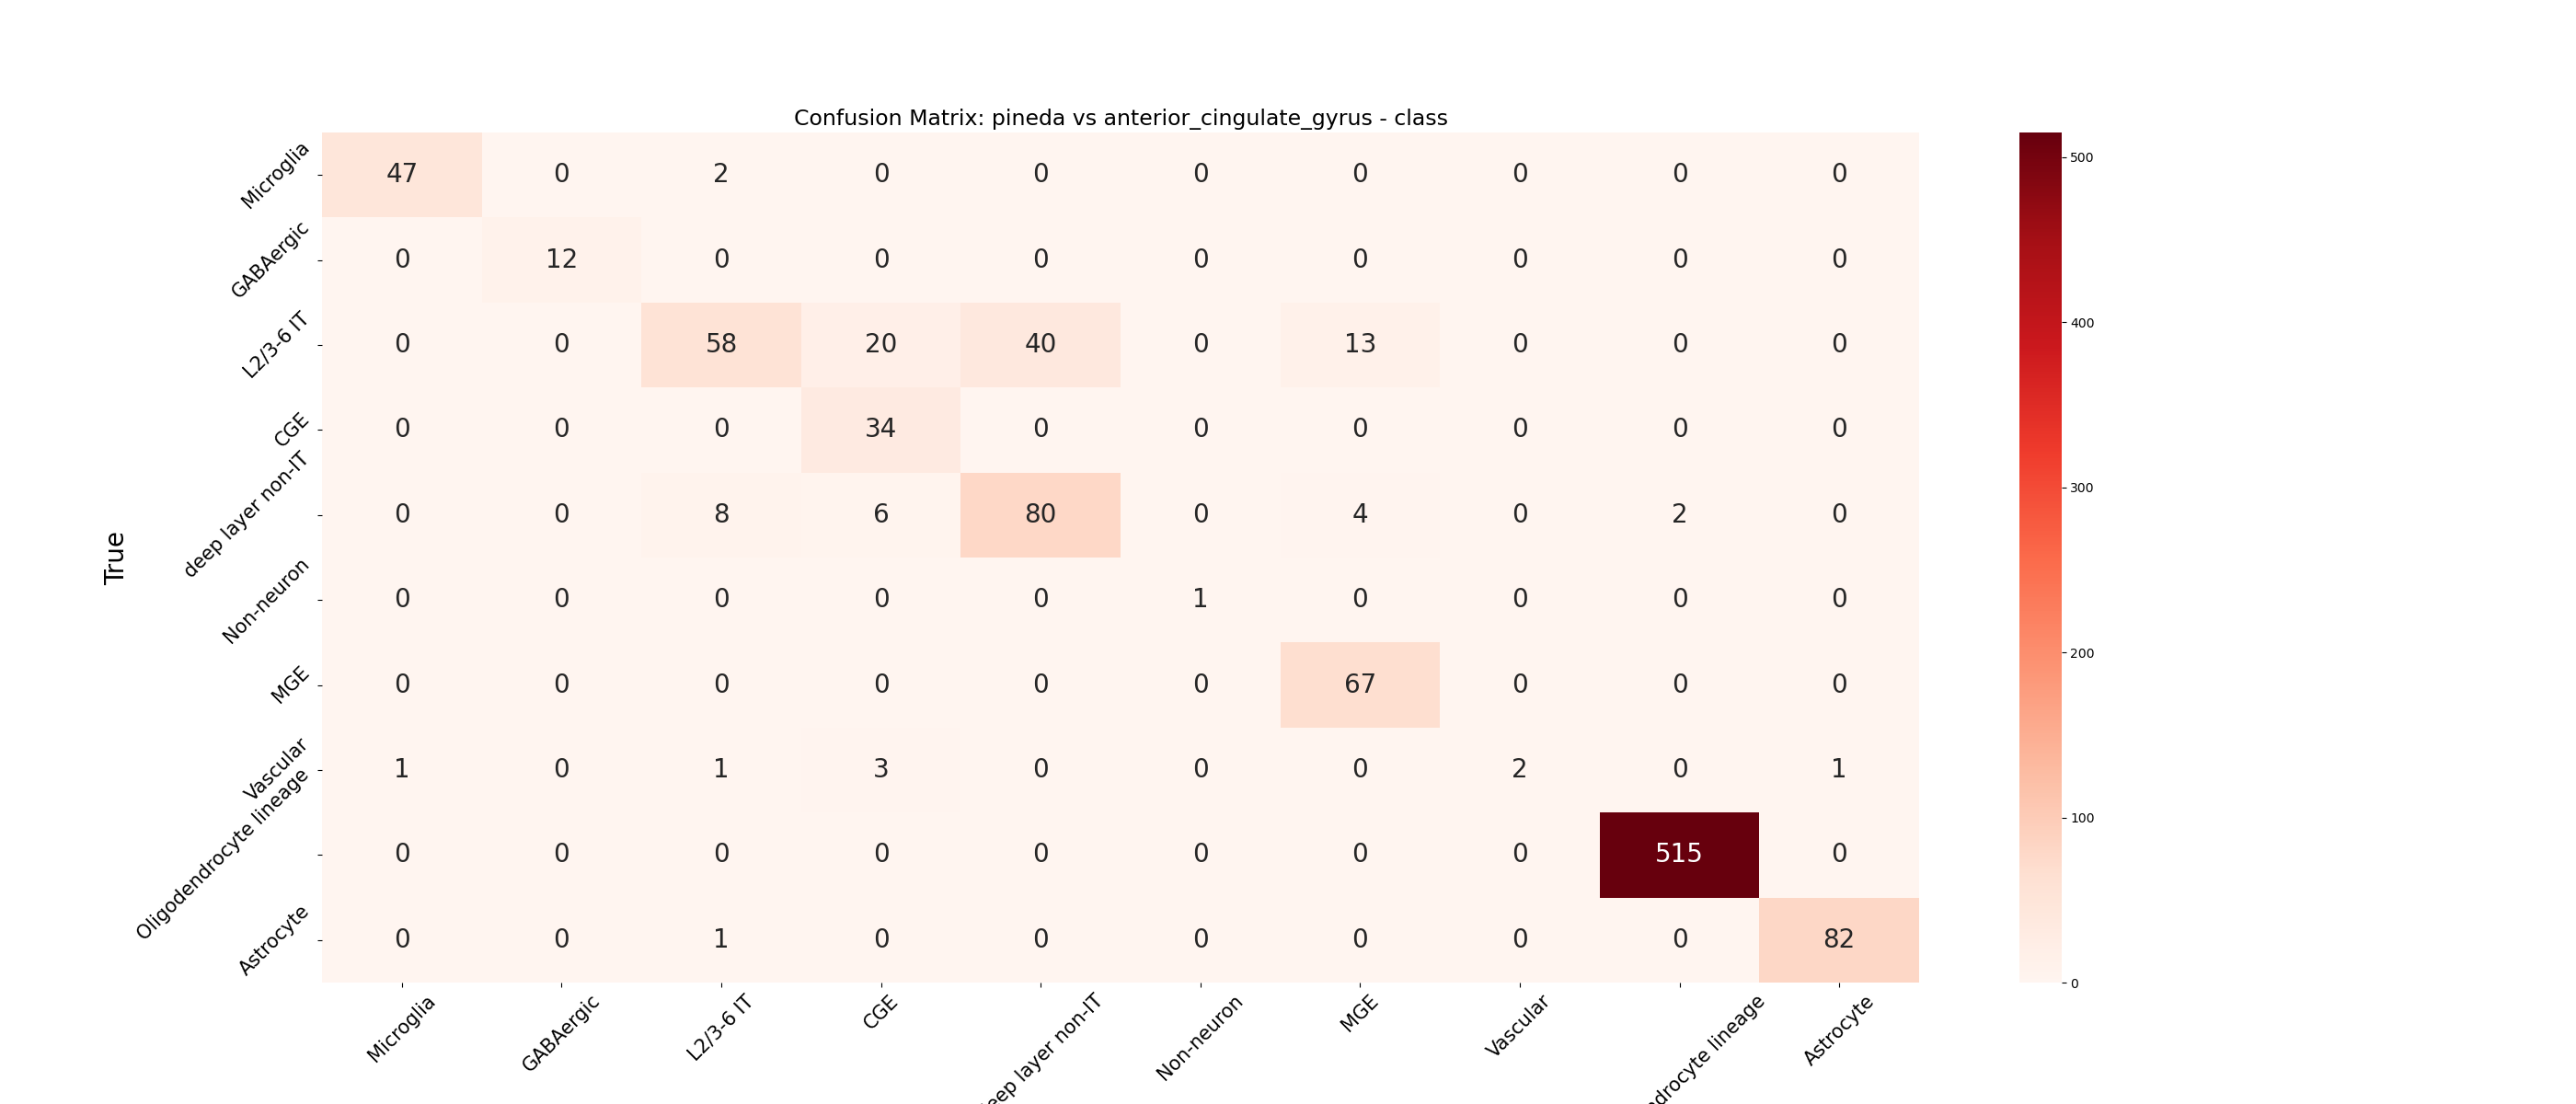 Confusion Matrix: pineda vs anterior_cingulate_gyrus - class
Microglia 47 0 2 0 0 0 0 0 0 0
GABAergic 0 12 0 0 0 0 0 0 0 0
L2/3-6 IT 0 0 58 20 40 0 13 0 0 0
CGE 0 0 0 34 0 0 0 0 0 0
deep layer non-IT 0 0 8 6 80 0 4 0 2 0
Non-neuron 0 0 0 0 0 1 0 0 0 0
MGE 0 0 0 0 0 0 67 0 0 0
Vascular 1 0 1 3 0 0 0 2 0 1
Oligodendrocyte lineage 0 0 0 0 0 0 0 0 515 0
Astrocyte 0 0 1 0 0 0 0 0 0 82
True
Microglia GABAergic L2/3-6 IT CGE layer non-IT Non-neuron MGE Vascular lineage Astrocyte
500
400
300
200
100
0